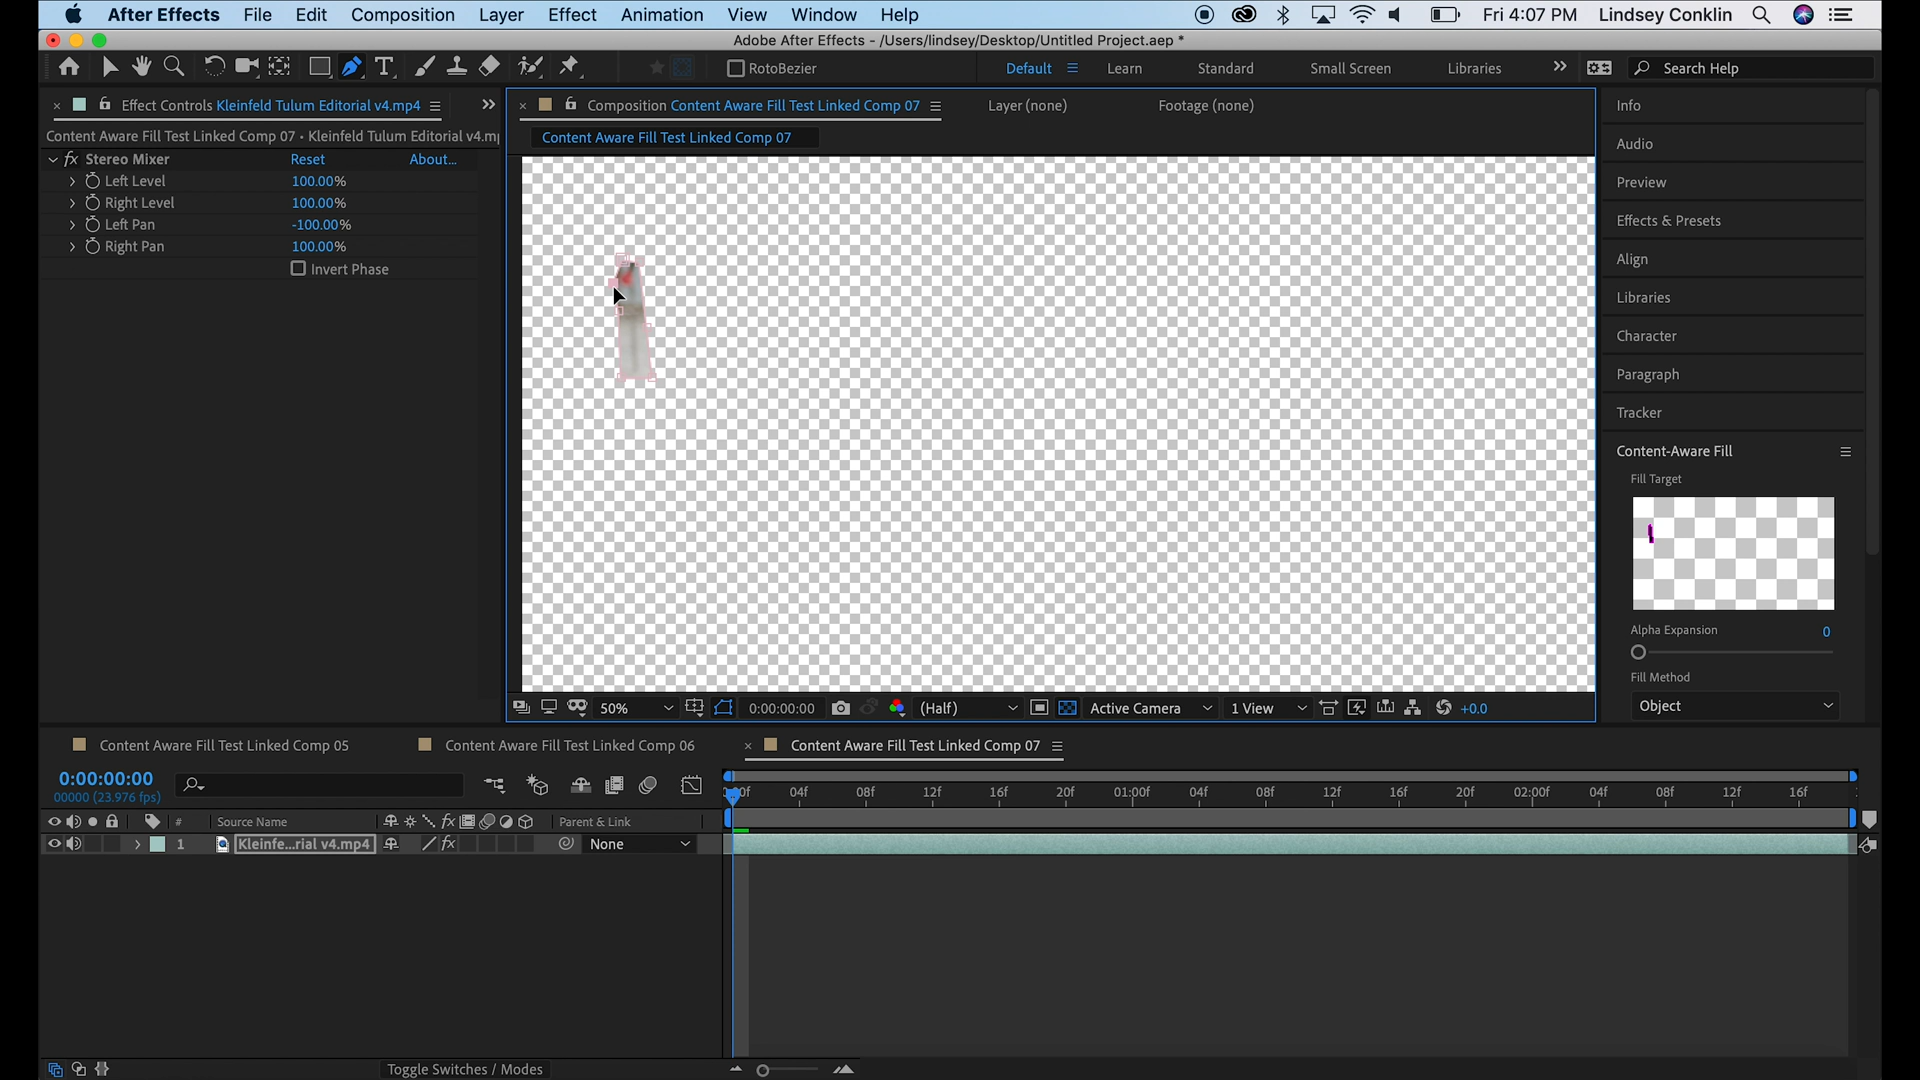 After Effects File Edit Composition Layer Effect Animation View Window Help Fri 4:07 PM Lindsey Conklin
Adobe After Effects - /Users/lindsey/Desktop/Untitled Project.aep *
RotoBezier Default Learn Standard Small Screen Libraries Search Help
Effect Controls Kleinfeld Tulum Editorial v4.mp4
Composition Content Aware Fill Test Linked Comp 07 Layer (none) Footage (none)
Content Aware Fill Test Linked Comp 07 • Kleinfeld Tulum Editorial v4.m
Content Aware Fill Test Linked Comp 07
fx Stereo Mixer Reset About...
Left Level 100.00%
Right Level 100.00%
Left Pan -100.00%
Right Pan 100.00%
Invert Phase
Info
Audio
Preview
Effects & Presets
Align
Libraries
Character
Paragraph
Tracker
Content-Aware Fill
Fill Target
Alpha Expansion 0
Fill Method
Object
50% 0:00:00:00 (Half) Active Camera 1 View +0.0
Content Aware Fill Test Linked Comp 05 Content Aware Fill Test Linked Comp 06 Content Aware Fill Test Linked Comp 07
0:00:00:00
00000 (23.976 fps)
00f 04f 08f 12f 16f 20f 01:00f 04f 08f 12f 16f 20f 02:00f 04f 08f 12f 16f
# Source Name fx Parent & Link
1 Kleinfe...rial v4.mp4 fx None
Toggle Switches / Modes